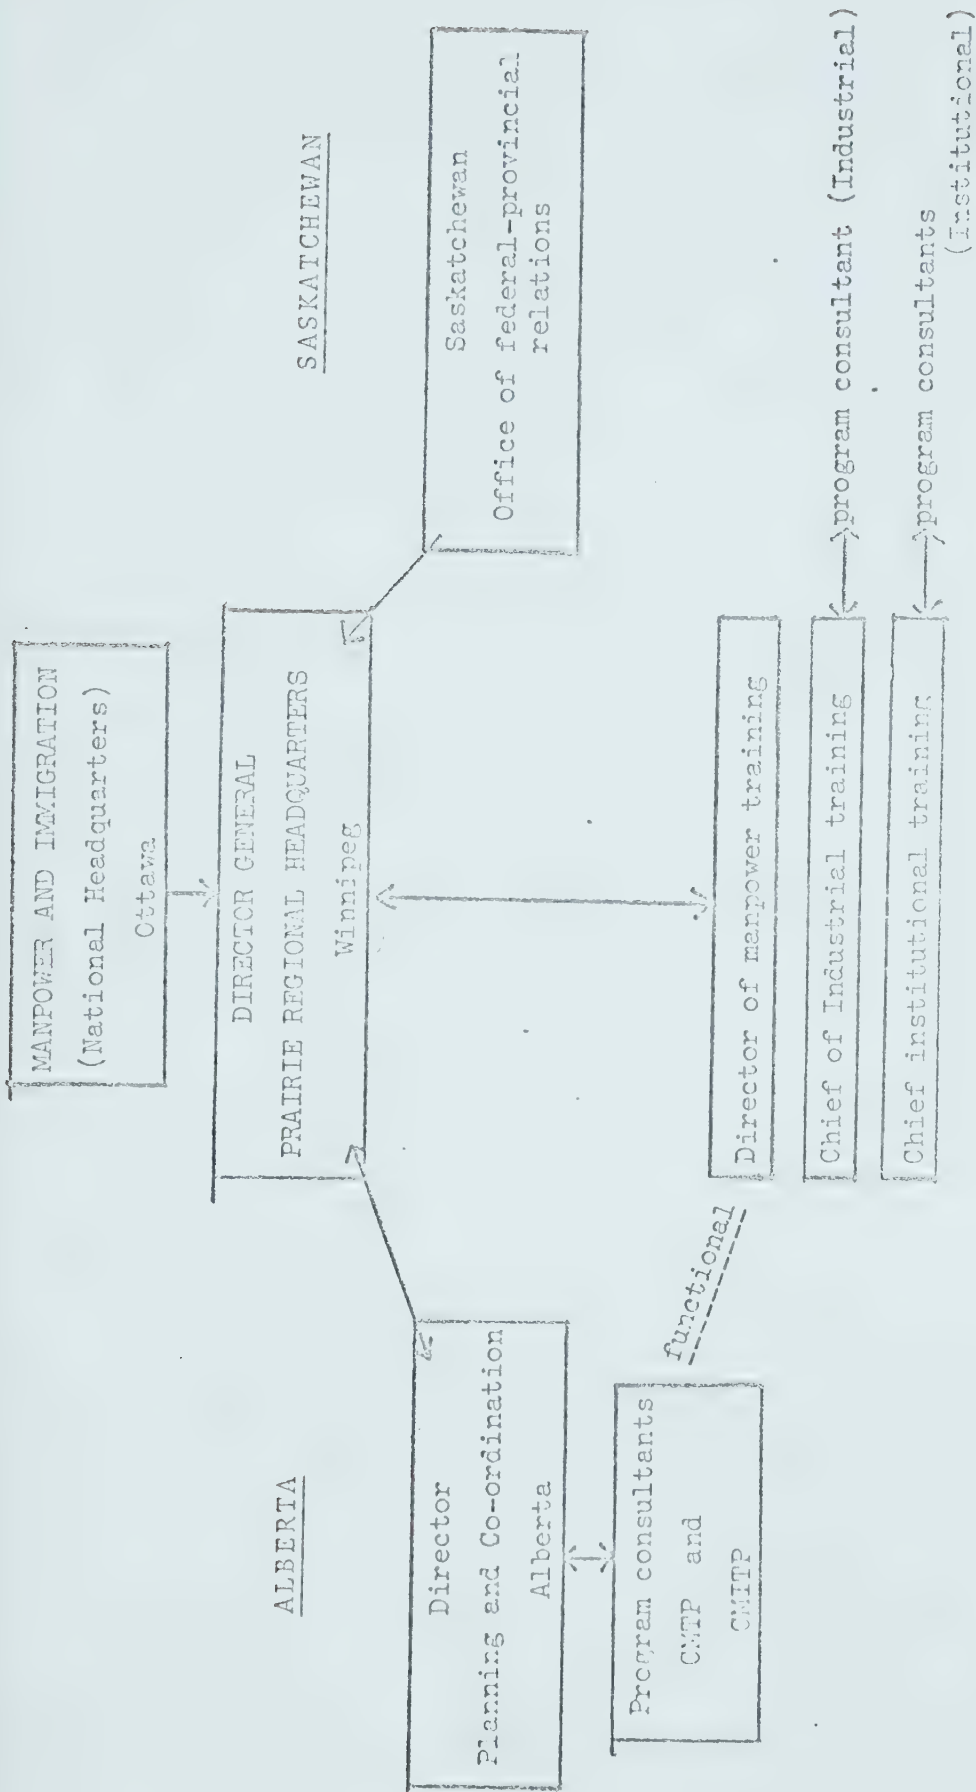 MANPOWER AND IMMIGRATION
(National Headquarters)
Ottawa
DIRECTOR GENERAL
PRAIRIE REGIONAL HEADQUARTERS
Winnipeg
ALBERTA
SASKATCHEWAN
Director
Planning and Co-ordination
Alberta
Saskatchewan
Office of federal-provincial
relations
Program consultants
CMTP and
CMITP
functional
Director of manpower training
Chief of Industrial training
program consultant (Industrial)
Chief institutional training
program consultants
(Institutional)